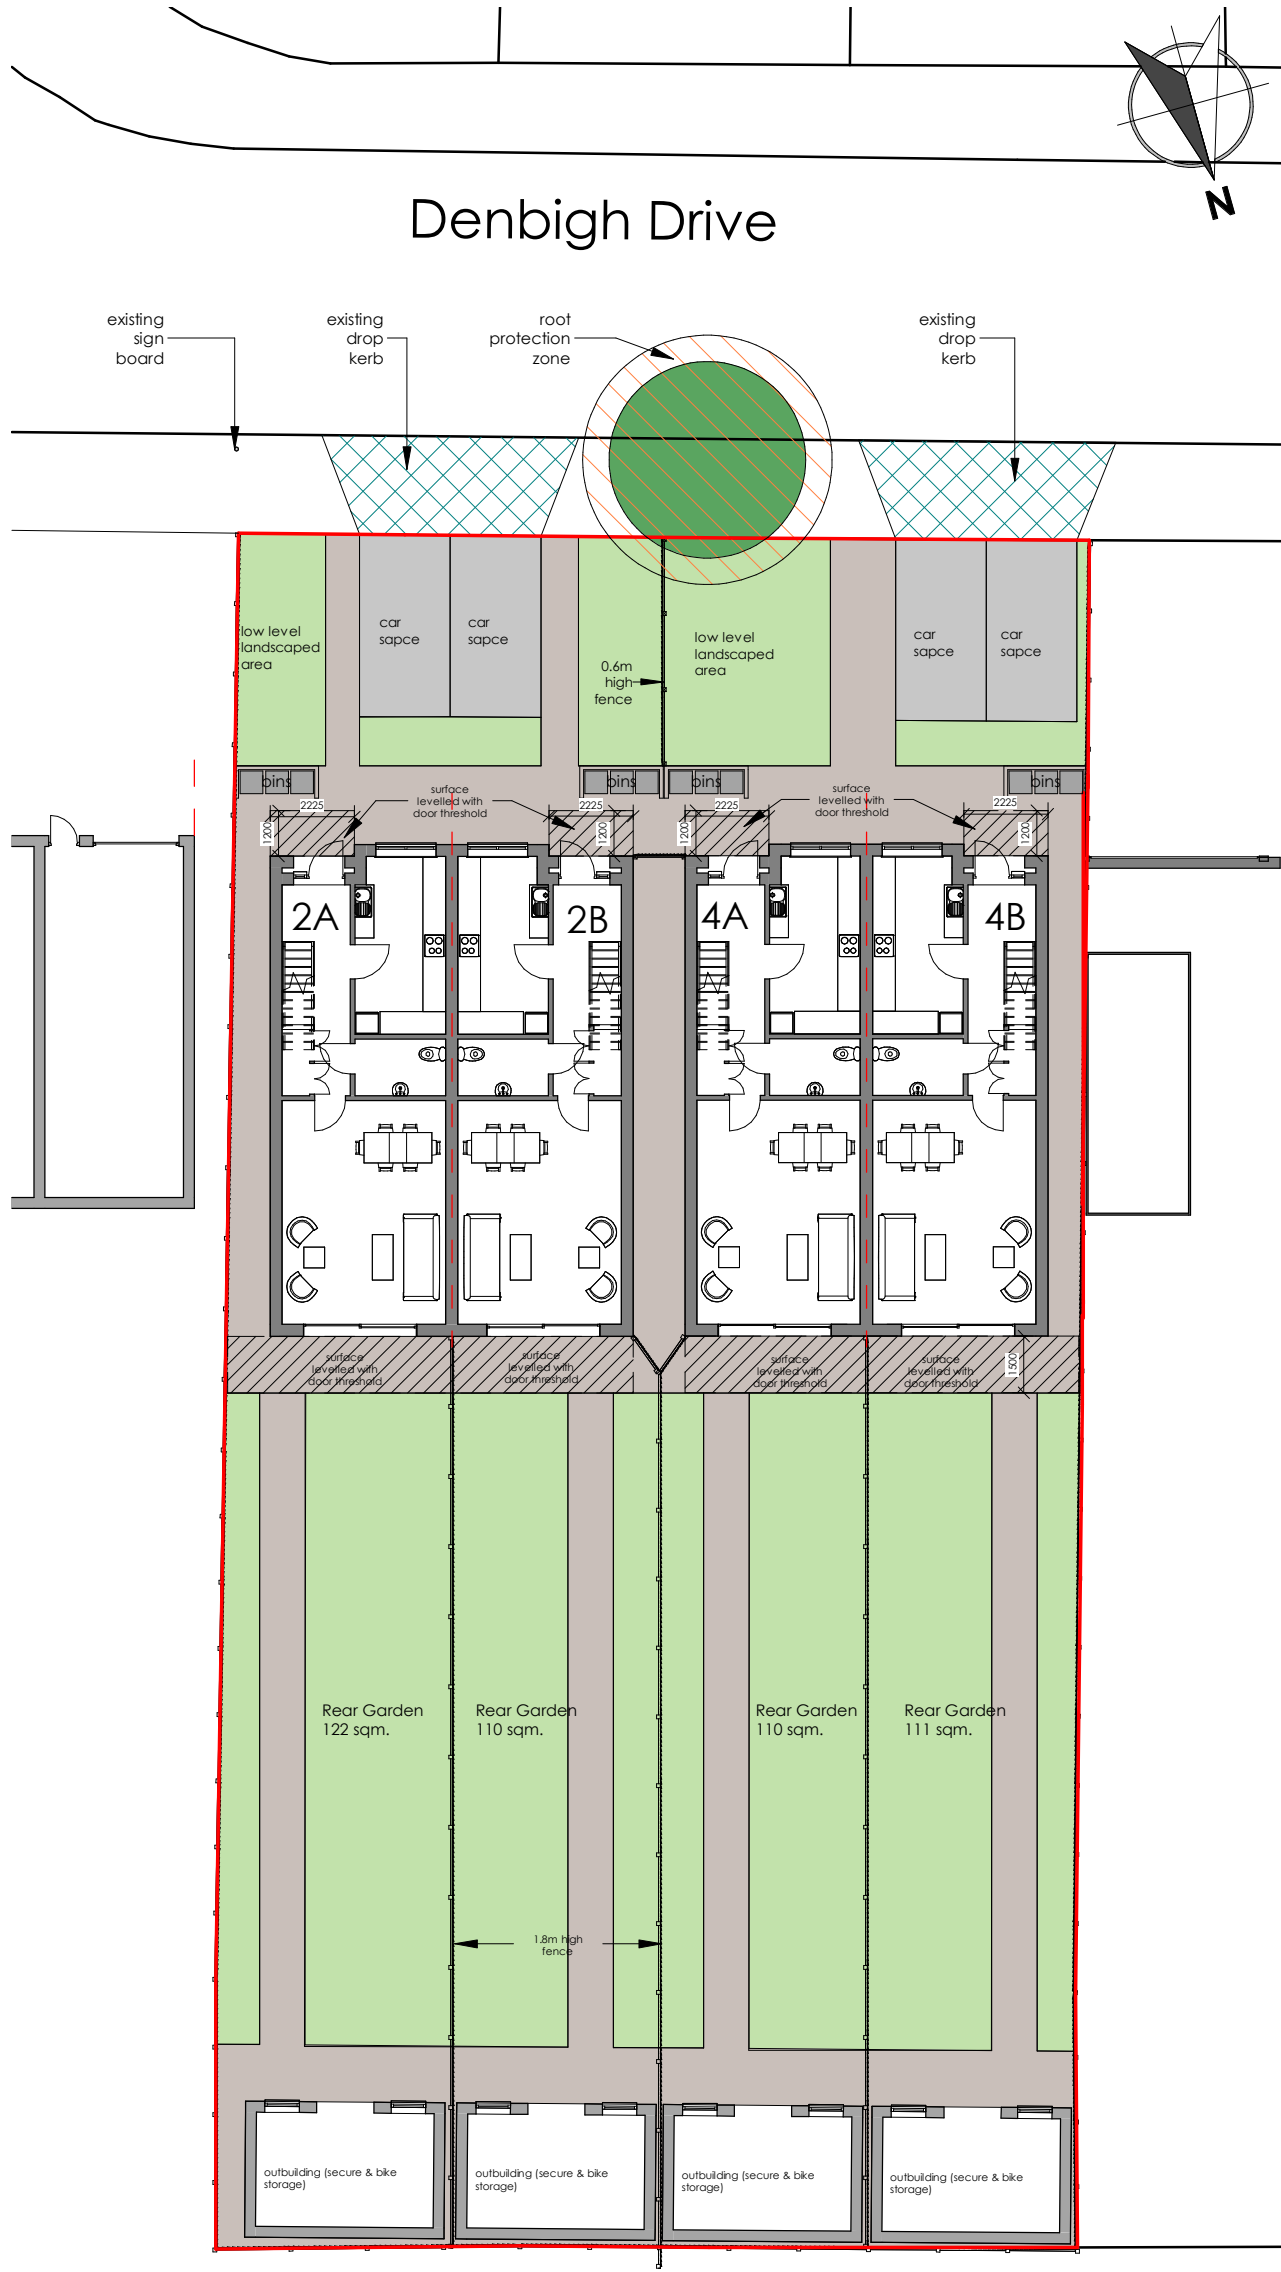 N
Denbigh Drive
existing
sign
board
existing
drop
kerb
root
protection
zone
existing
drop
kerb
low level
landscaped
area
car
sapce
car
sapce
0.6m
high
fence
low level
landscaped
area
car
sapce
car
sapce
bins
bins
bins
bins
surface
levelled with
door threshold
surface
levelled with
door threshold
2225
2225
2225
2225
1200
1200
1200
1200
2A
2B
4A
4B
surface
levelled with
door threshold
surface
levelled with
door threshold
surface
levelled with
door threshold
surface
levelled with
door threshold
1500
Rear Garden
122 sqm.
Rear Garden
110 sqm.
Rear Garden
110 sqm.
Rear Garden
111 sqm.
1.8m high
fence
outbuilding (secure & bike
storage)
outbuilding (secure & bike
storage)
outbuilding (secure & bike
storage)
outbuilding (secure & bike
storage)